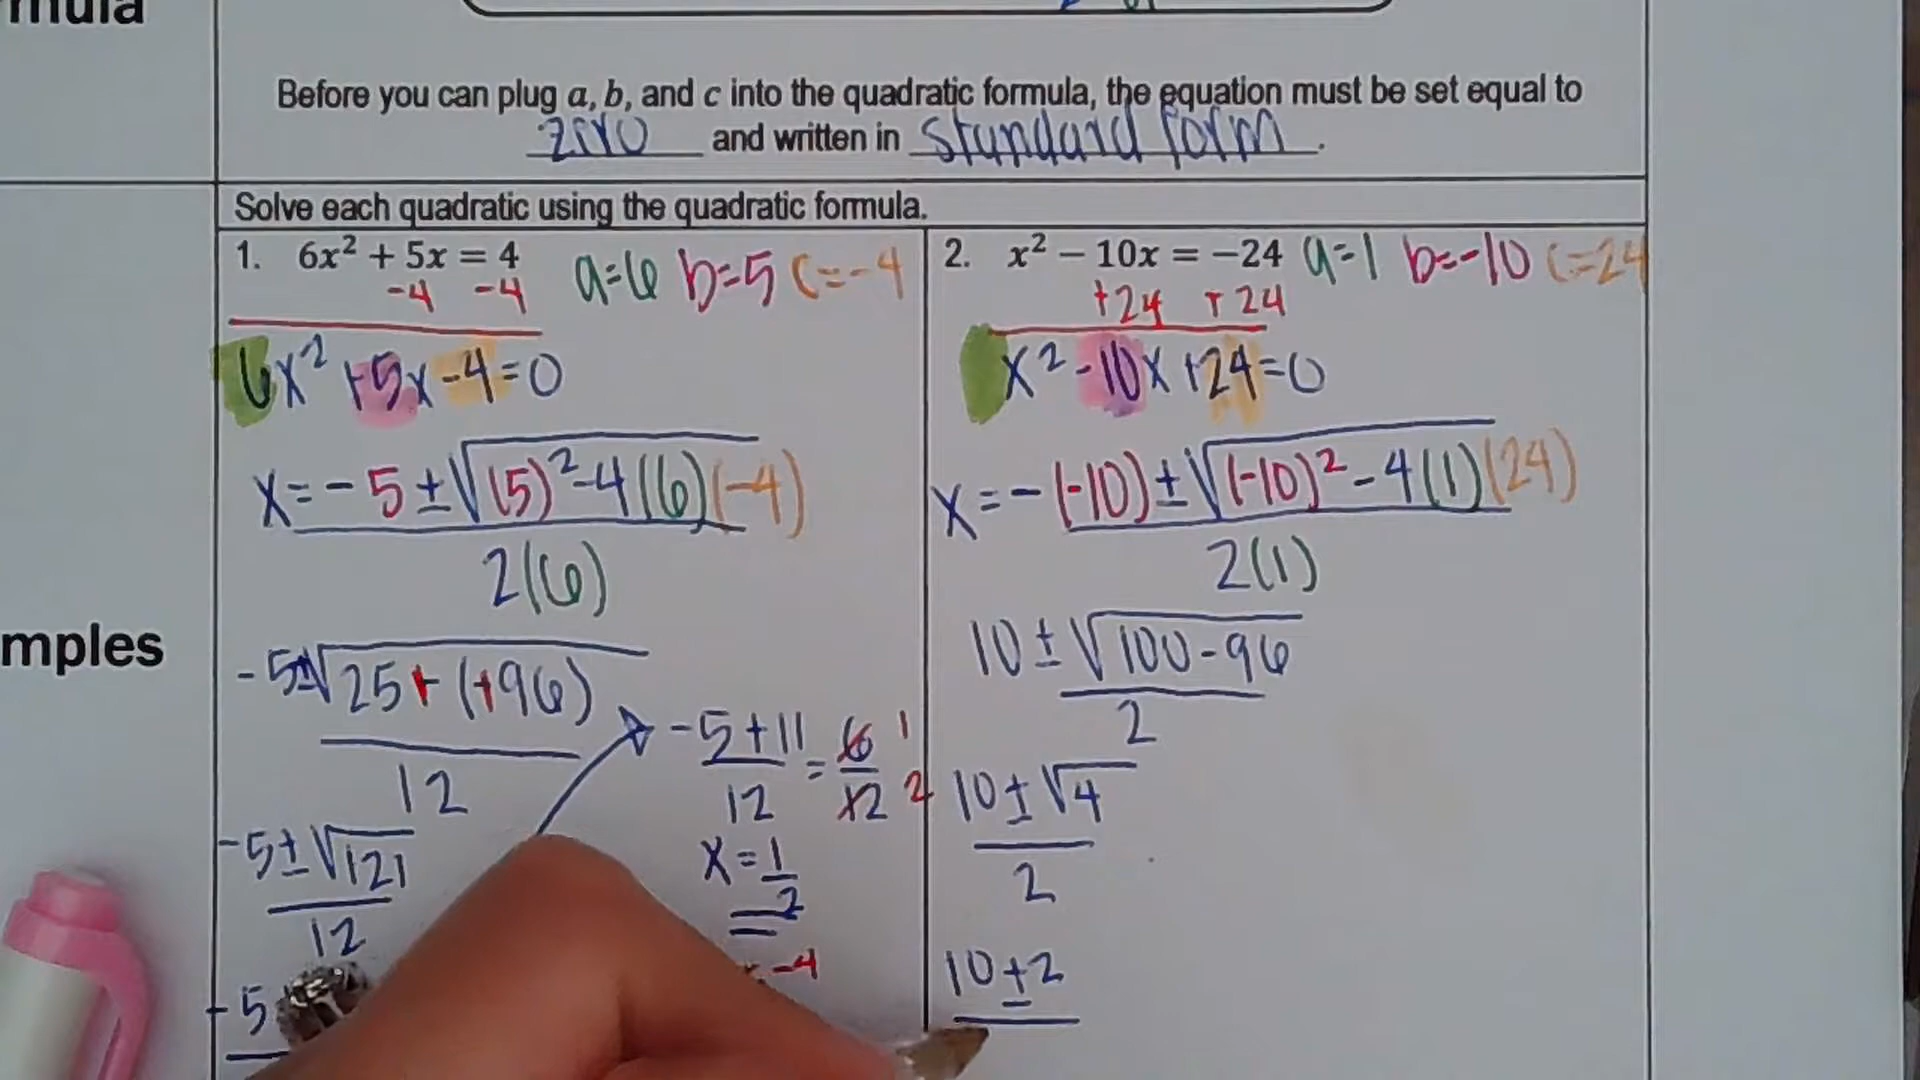 mula
Before you can plug a, b, and c into the quadratic formula, the equation must be set equal to
zero and written in standard form.
Solve each quadratic using the quadratic formula.
1. 6x² + 5x = 4 a=6 b=5 c=-4
-4 -4
6x² +5x-4=0
x=-5±√(5)²-4(6)(-4)
2(6)
-5±√25+(+96)
12
-5±√121
12
-5
-5+11 = 6 1
12 12 2
x=1
2
-4
2. x² − 10x = −24 a=1 b=-10 c=24
+24 +24
x²-10x+24=0
x=-(-10)±√(-10)²-4(1)(24)
2(1)
10±√100-96
2
10±√4
2
10±2
mples